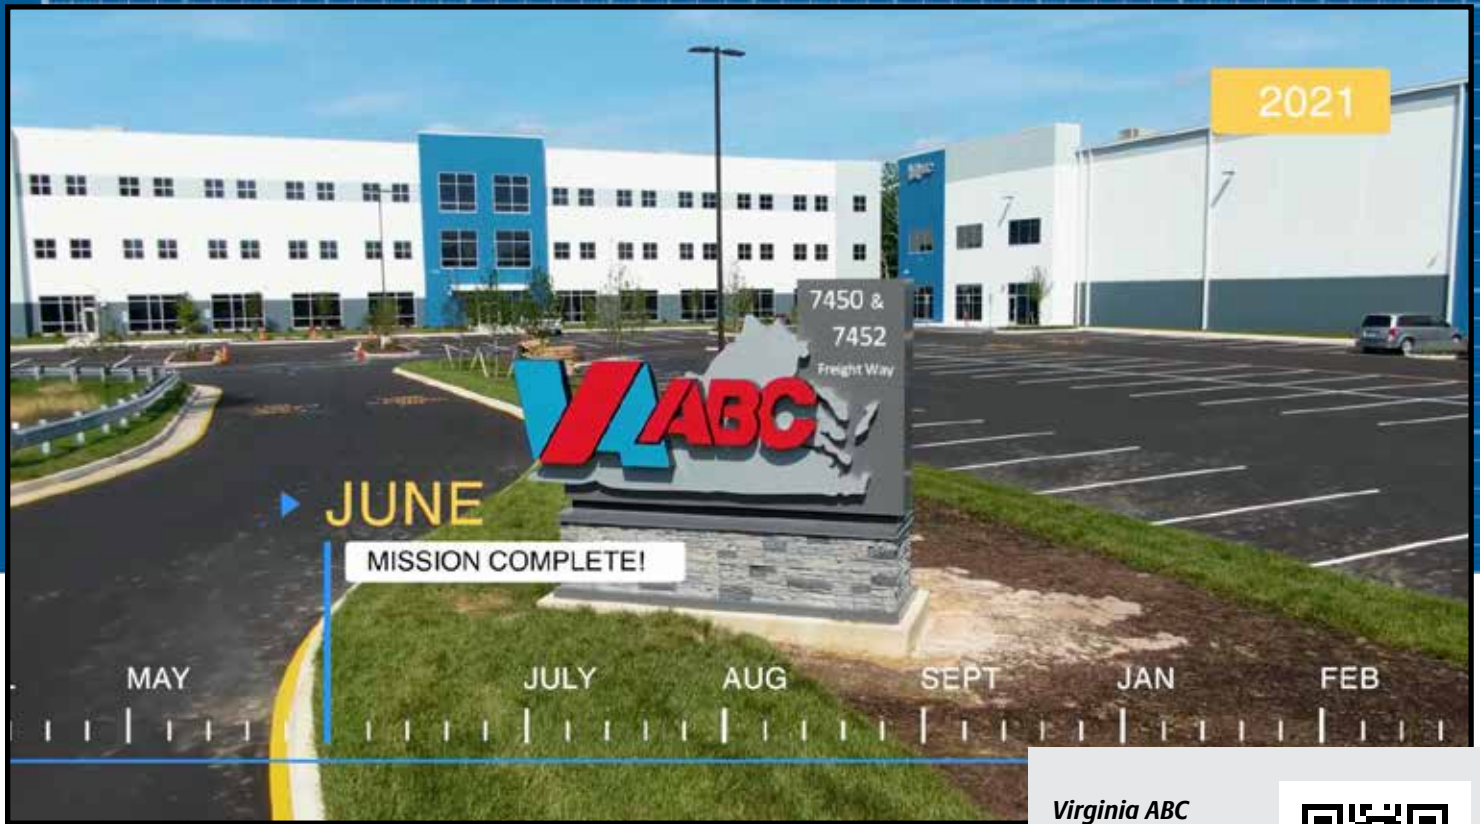 2021
7450 &
7452
Freight Way
VA ABC
JUNE
MISSION COMPLETE!
MAY
JULY
AUG
SEPT
JAN
FEB
Virginia ABC